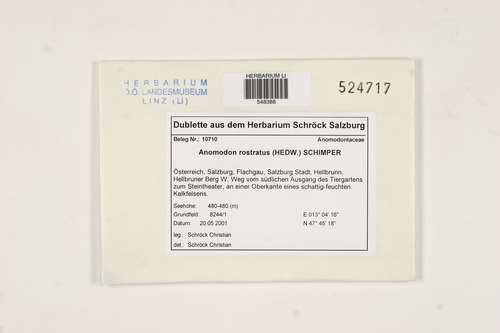 HERBARIUM
O.Ö. LANDESMUSEUM
LINZ (LI)
HERBARIUM LI
548388
524717
Dublette aus dem Herbarium Schröck Salzburg
Beleg Nr.: 10710 Anomodontaceae
Anomodon rostratus (HEDW.) SCHIMPER
Österreich, Salzburg, Flachgau, Salzburg Stadt, Hellbrunn,
Hellbruner Berg W, Weg vom südlichen Ausgang des Tiergartens
zum Steintheater, an einer Oberkante eines schattig-feuchten
Kalkfelsens.
Seehöhe: 480-480 (m)
Grundfeld: 8244/1 E 013° 04' 16"
Datum: 20.05.2001 N 47° 45' 18"
leg.: Schröck Christian
det.: Schröck Christian